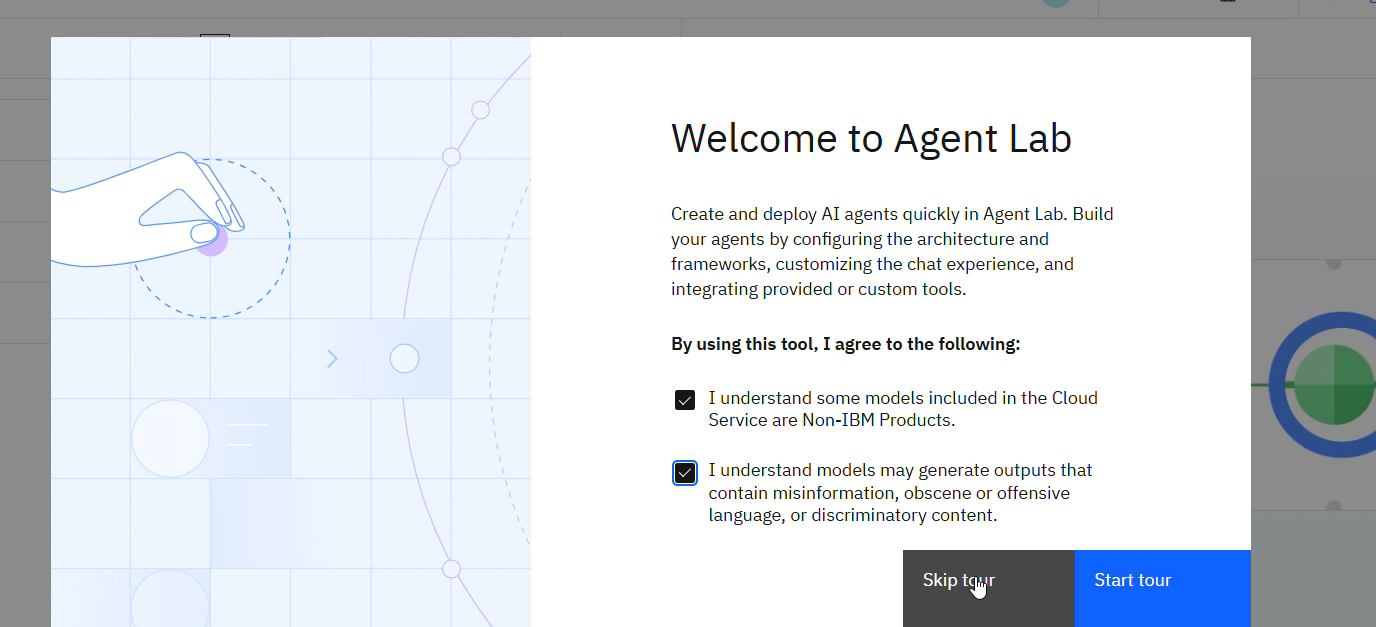 Welcome to Agent Lab
Create and deploy AI agents quickly in Agent Lab. Build
your agents by configuring the architecture and
frameworks, customizing the chat experience, and
integrating provided or custom tools.
By using this tool, I agree to the following:
I understand some models included in the Cloud
Service are Non-IBM Products.
I understand models may generate outputs that
contain misinformation, obscene or offensive
language, or discriminatory content.
Skip tour
Start tour